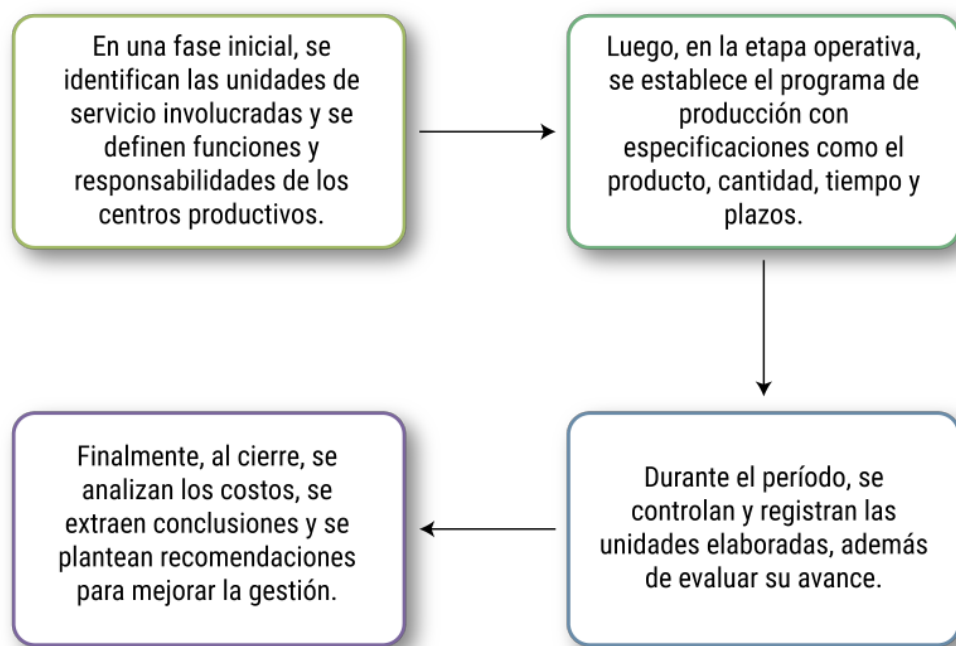 En una fase inicial, se
identifican las unidades de
servicio involucradas y se
definen funciones y
responsabilidades de los
centros productivos.
Luego, en la etapa operativa,
se establece el programa de
producción con
especificaciones como el
producto, cantidad, tiempo y
plazos.
Durante el período, se
controlan y registran las
unidades elaboradas, además
de evaluar su avance.
Finalmente, al cierre, se
analizan los costos, se
extraen conclusiones y se
plantean recomendaciones
para mejorar la gestión.